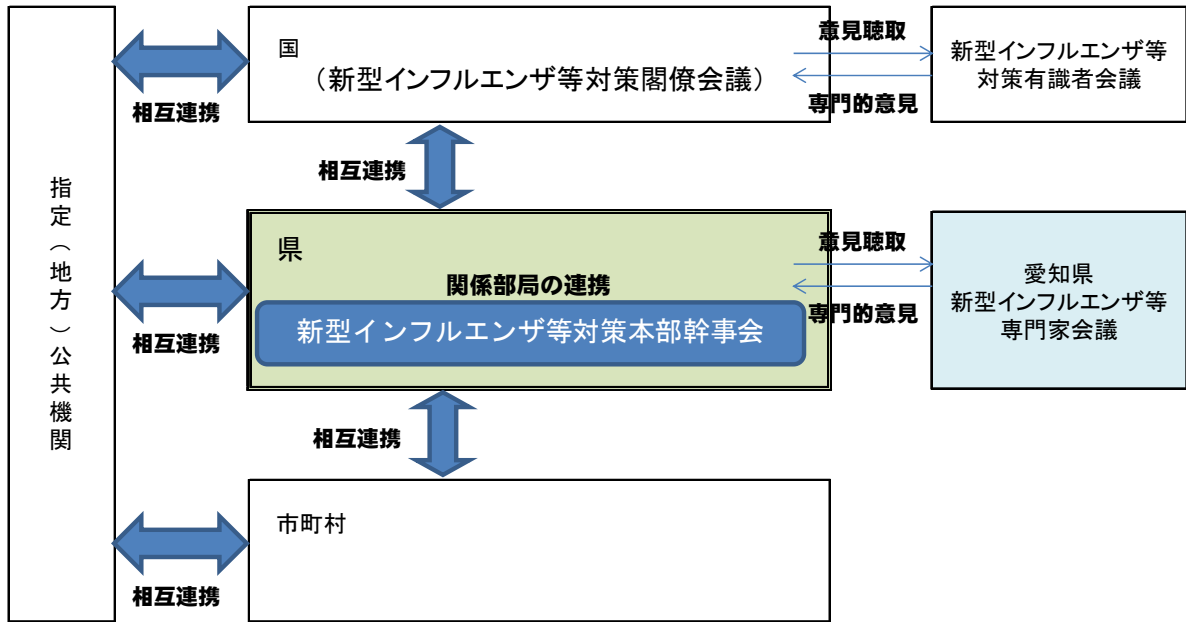 指定（地方）公共機関
相互連携
国
（新型インフルエンザ等対策閣僚会議）
意見聴取
専門的意見
新型インフルエンザ等
対策有識者会議
相互連携
相互連携
県
関係部局の連携
新型インフルエンザ等対策本部幹事会
意見聴取
専門的意見
愛知県
新型インフルエンザ等
専門家会議
相互連携
相互連携
市町村